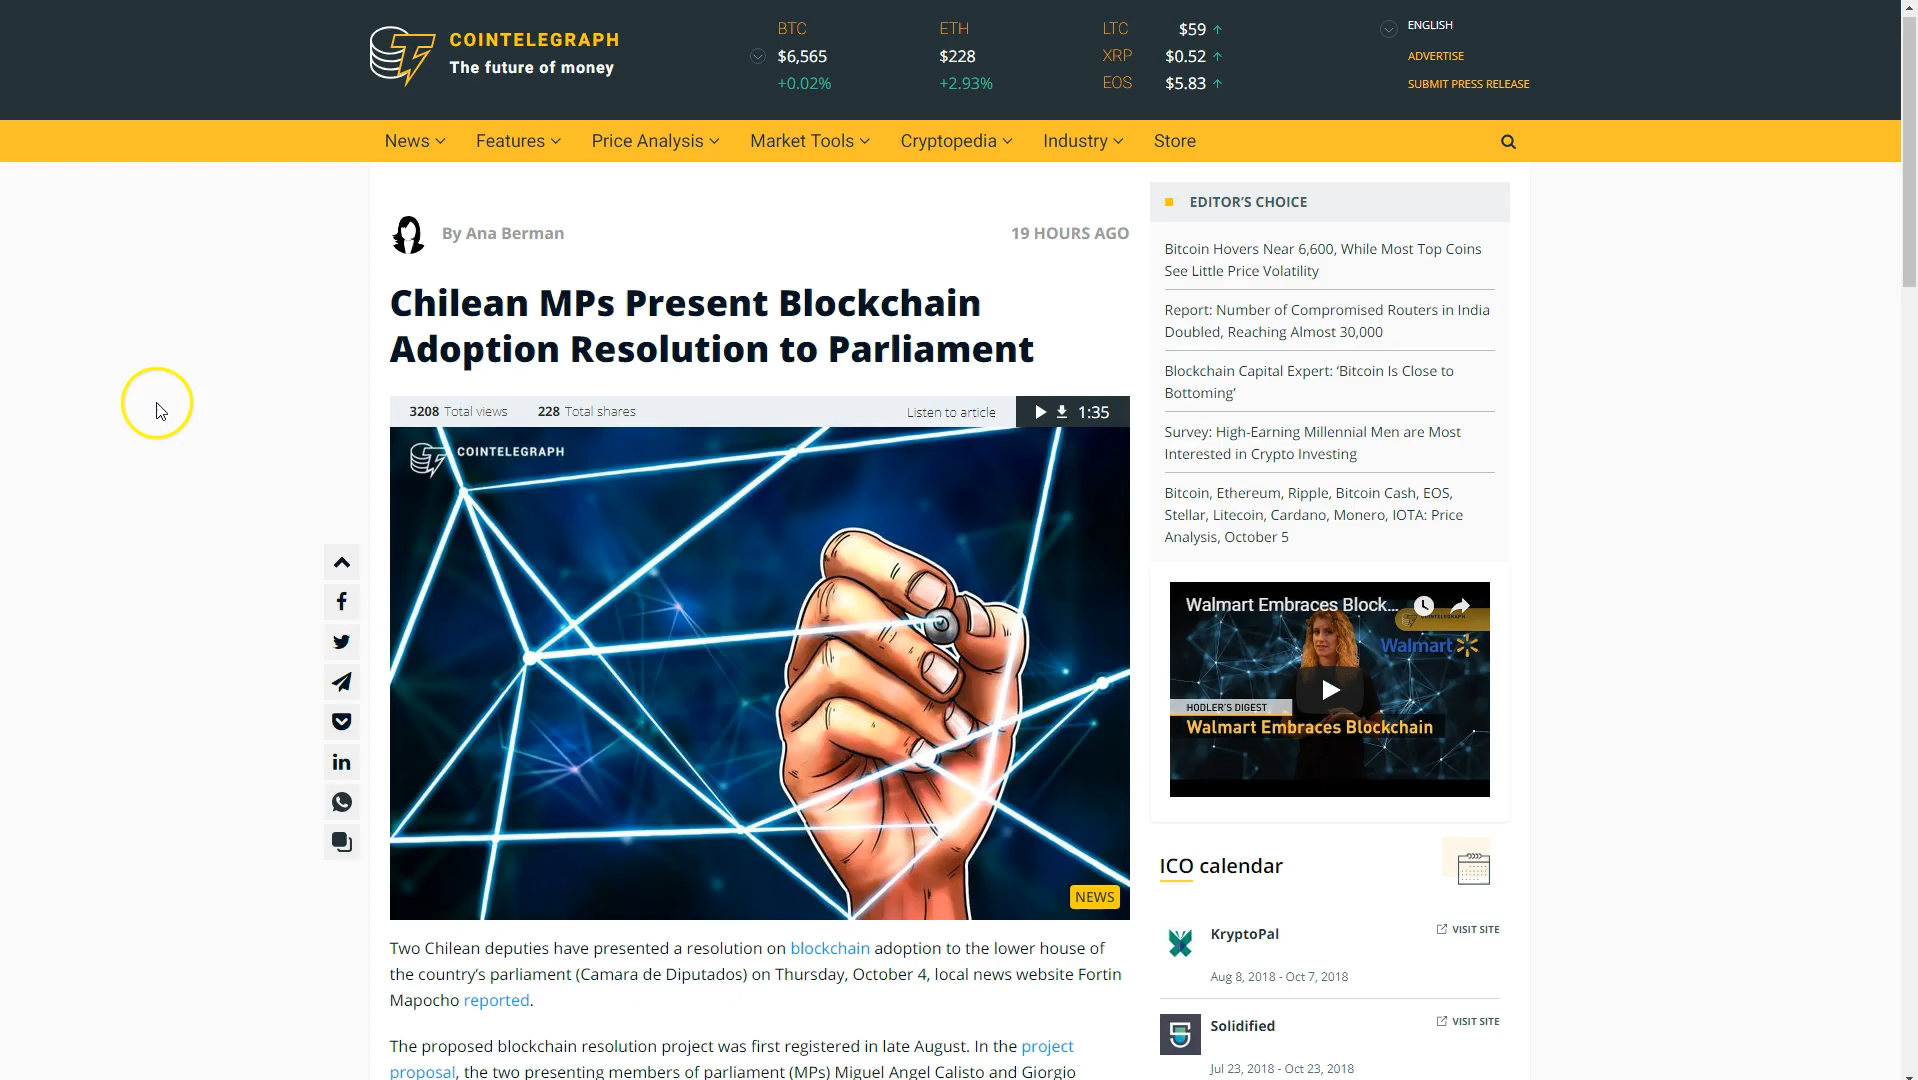 COINTELEGRAPH
The future of money
BTC
$6,565
+0.02%
ETH
$228
+2.93%
LTC $59 ↑
XRP $0.52 ↑
EOS $5.83 ↑
ENGLISH
ADVERTISE
SUBMIT PRESS RELEASE
News Features Price Analysis Market Tools Cryptopedia Industry Store
By Ana Berman
19 HOURS AGO
Chilean MPs Present Blockchain
Adoption Resolution to Parliament
3208 Total views 228 Total shares Listen to article 1:35
COINTELEGRAPH
NEWS
Two Chilean deputies have presented a resolution on blockchain adoption to the lower house of
the country's parliament (Camara de Diputados) on Thursday, October 4, local news website Fortin
Mapocho reported.
The proposed blockchain resolution project was first registered in late August. In the project
proposal, the two presenting members of parliament (MPs) Miguel Angel Calisto and Giorgio
EDITOR'S CHOICE
Bitcoin Hovers Near 6,600, While Most Top Coins
See Little Price Volatility
Report: Number of Compromised Routers in India
Doubled, Reaching Almost 30,000
Blockchain Capital Expert: ‘Bitcoin Is Close to
Bottoming’
Survey: High-Earning Millennial Men are Most
Interested in Crypto Investing
Bitcoin, Ethereum, Ripple, Bitcoin Cash, EOS,
Stellar, Litecoin, Cardano, Monero, IOTA: Price
Analysis, October 5
Walmart Embraces Block...
COINTELEGRAPH
Walmart
HODLER'S DIGEST
Walmart Embraces Blockchain
ICO calendar
KryptoPal
VISIT SITE
Aug 8, 2018 - Oct 7, 2018
Solidified
VISIT SITE
Jul 23, 2018 - Oct 23, 2018